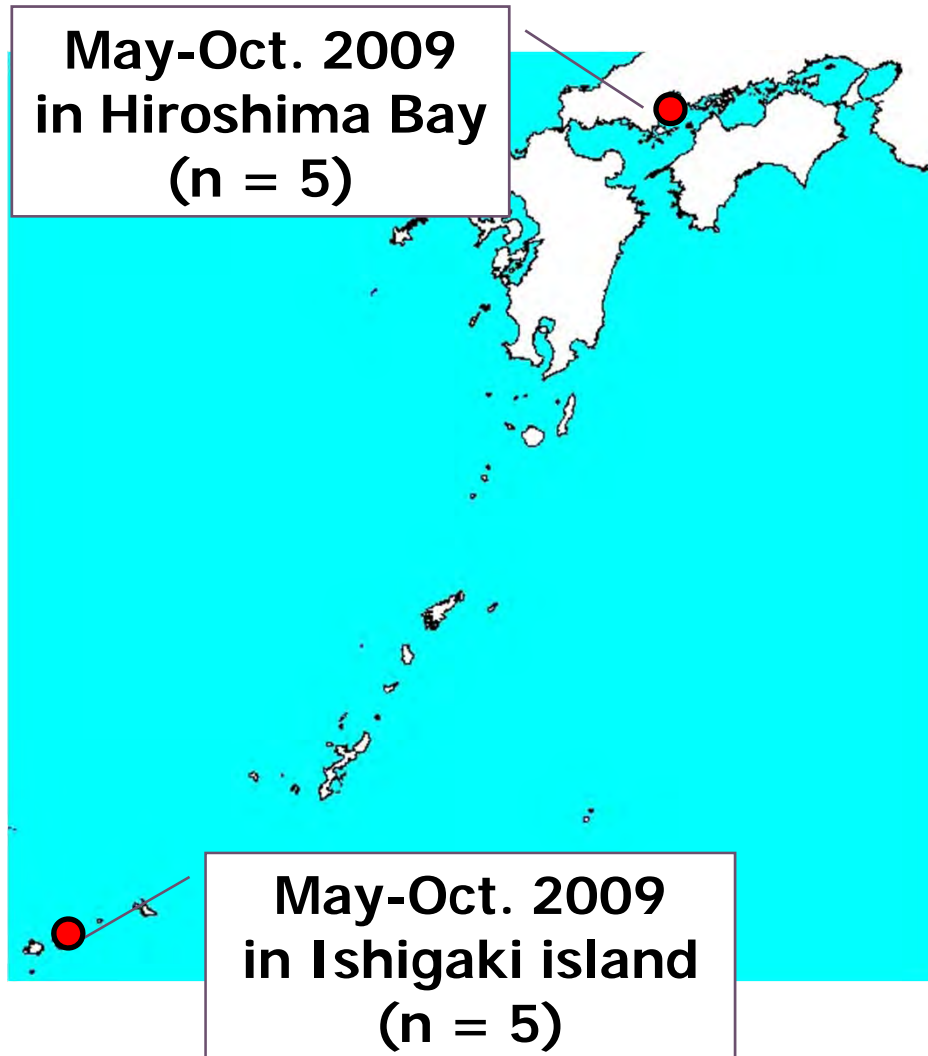 May-Oct. 2009
in Hiroshima Bay
(n = 5)
May-Oct. 2009
in Ishigaki island
(n = 5)